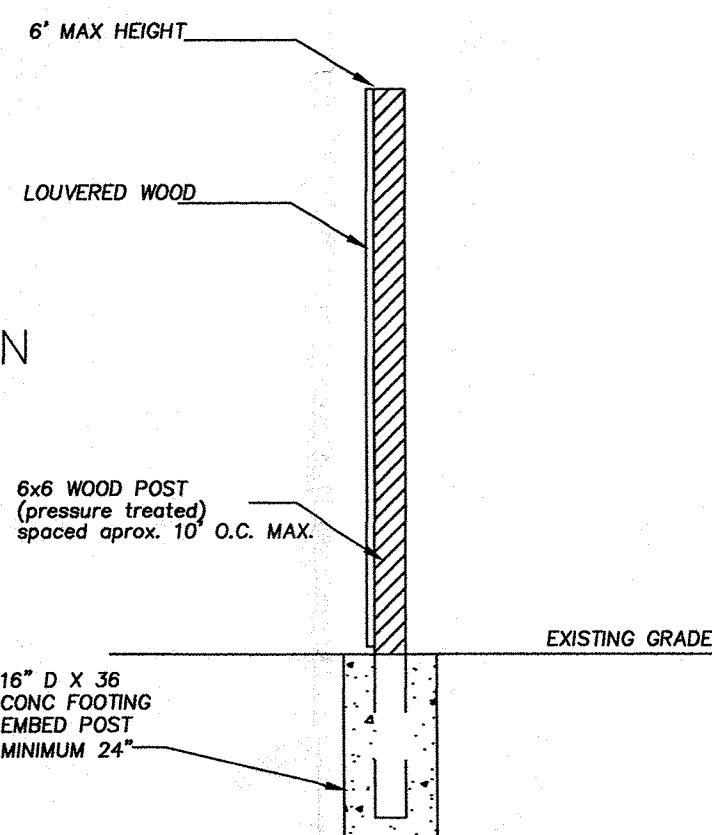 6' MAX HEIGHT
LOUVERED WOOD
N
6x6 WOOD POST
(pressure treated)
spaced aprox. 10' O.C. MAX.
EXISTING GRADE
16" D X 36
CONC FOOTING
EMBED POST
MINIMUM 24"